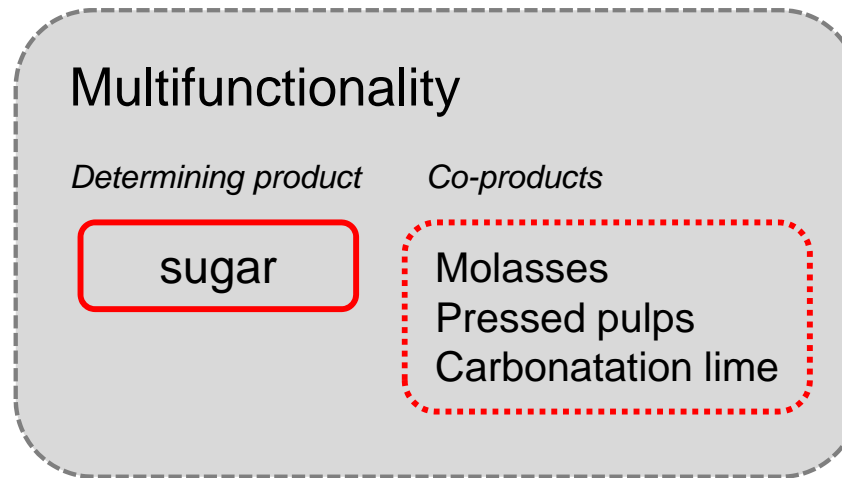 Multifunctionality
Determining product
Co-products
sugar
Molasses
Pressed pulps
Carbonatation lime